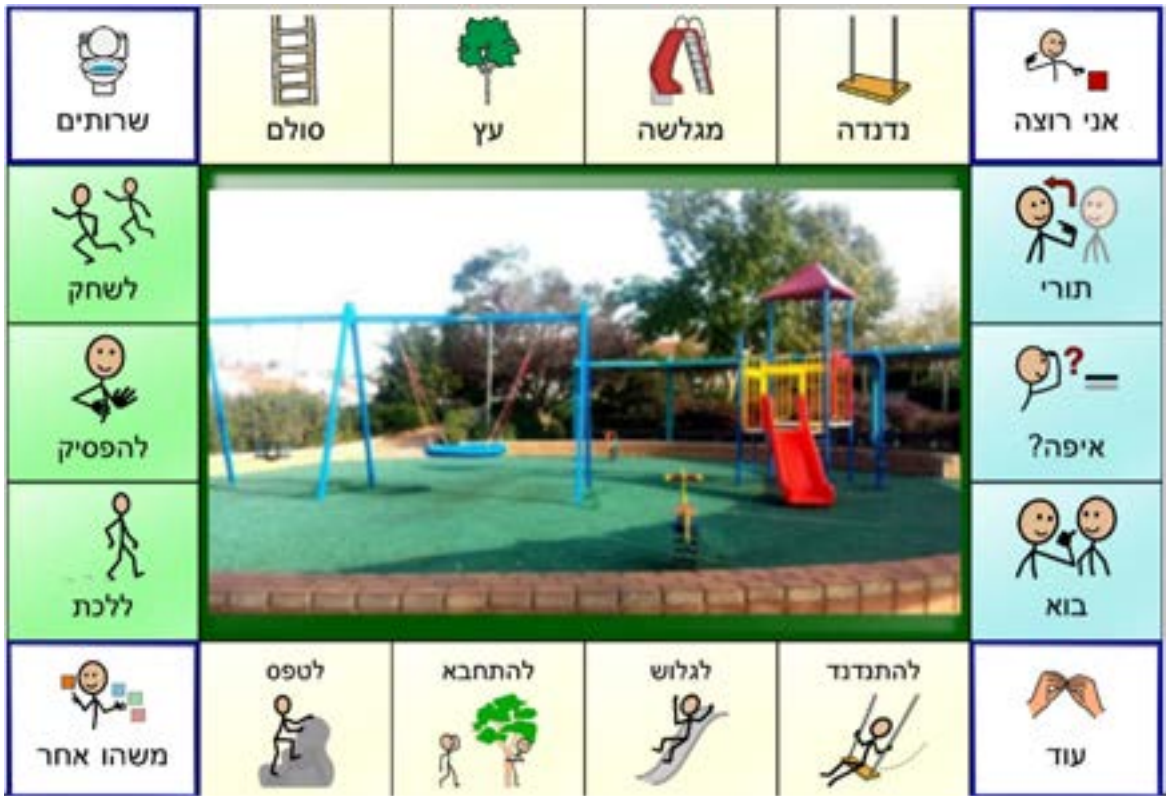 אני רוצה
נדנדה
מגלשה
עץ
סולם
שרותים
תורי
לשחק
איפה?
להפסיק
בוא
ללכת
עוד
להתנדנד
לגלוש
להתחבא
לטפס
משהו אחר